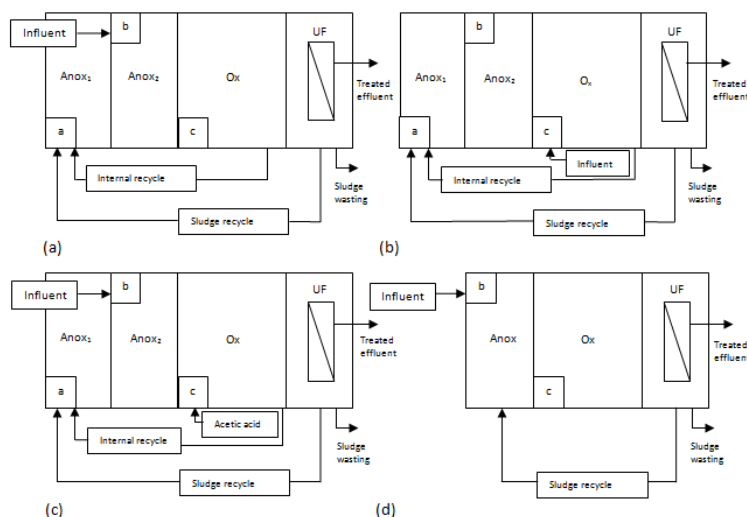 Influent
b
UF
Anox₁
Anox₂
Ox
Treated
effluent
a
c
Internal recycle
Sludge
wasting
Sludge recycle
(a)
b
UF
Anox₁
Anox₂
Oₓ
Treated
effluent
a
c
Influent
Internal recycle
Sludge
wasting
Sludge recycle
(b)
Influent
b
UF
Anox₁
Anox₂
Ox
Treated
effluent
a
c
Acetic acid
Internal recycle
Sludge
wasting
Sludge recycle
(c)
Influent
b
UF
Anox
Ox
Treated
effluent
c
Sludge
wasting
Sludge recycle
(d)